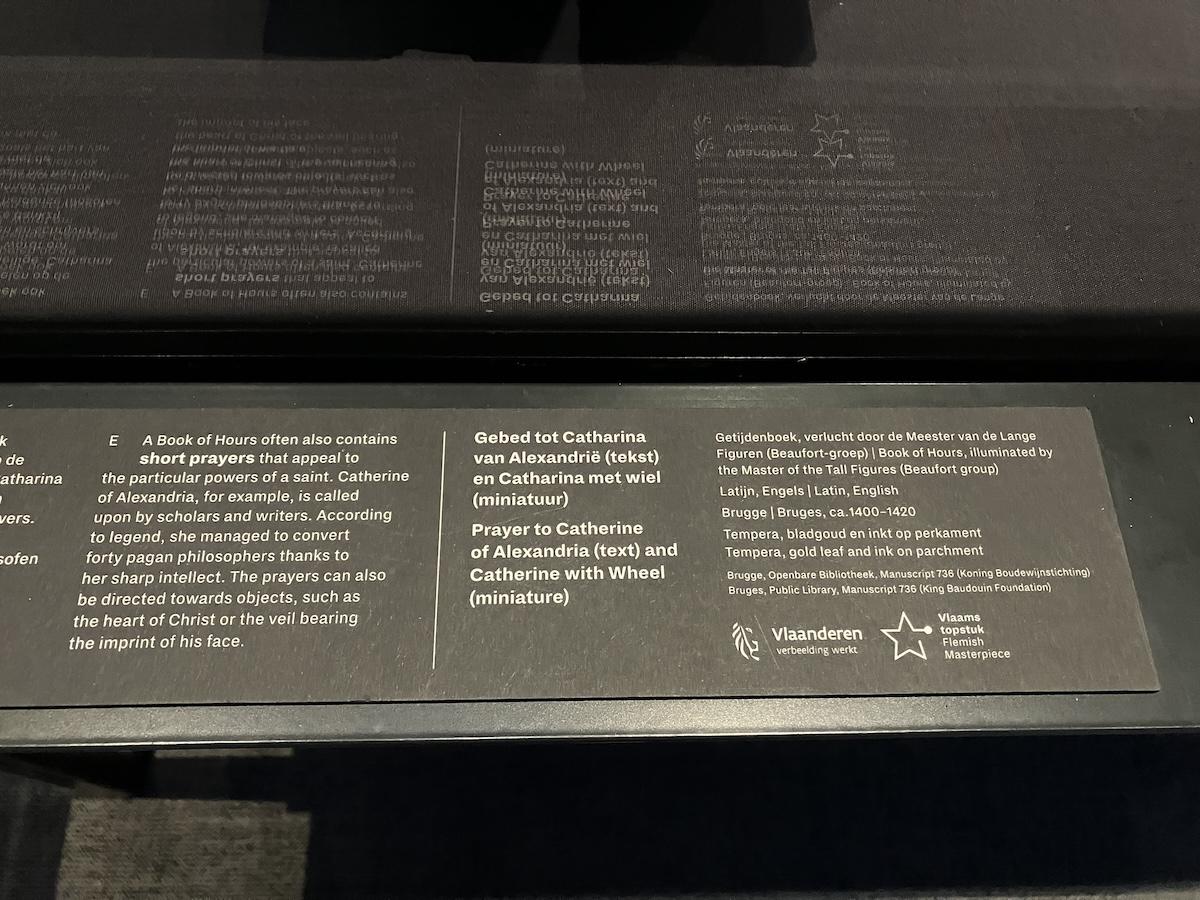 k
de
atharina
vers.
sofen
E A Book of Hours often also contains
short prayers that appeal to
the particular powers of a saint. Catherine
of Alexandria, for example, is called
upon by scholars and writers. According
to legend, she managed to convert
forty pagan philosophers thanks to
her sharp intellect. The prayers can also
be directed towards objects, such as
the heart of Christ or the veil bearing
the imprint of his face.
Gebed tot Catharina
van Alexandrië (tekst)
en Catharina met wiel
(miniatuur)
Prayer to Catherine
of Alexandria (text) and
Catherine with Wheel
(miniature)
Getijdenboek, verlucht door de Meester van de Lange
Figuren (Beaufort-groep) | Book of Hours, illuminated by
the Master of the Tall Figures (Beaufort group)
Latijn, Engels | Latin, English
Brugge | Bruges, ca.1400–1420
Tempera, bladgoud en inkt op perkament
Tempera, gold leaf and ink on parchment
Brugge, Openbare Bibliotheek, Manuscript 736 (Koning Boudewijnstichting)
Bruges, Public Library, Manuscript 736 (King Baudouin Foundation)
Vlaanderen
verbeelding werkt
Vlaams
topstuk
Flemish
Masterpiece